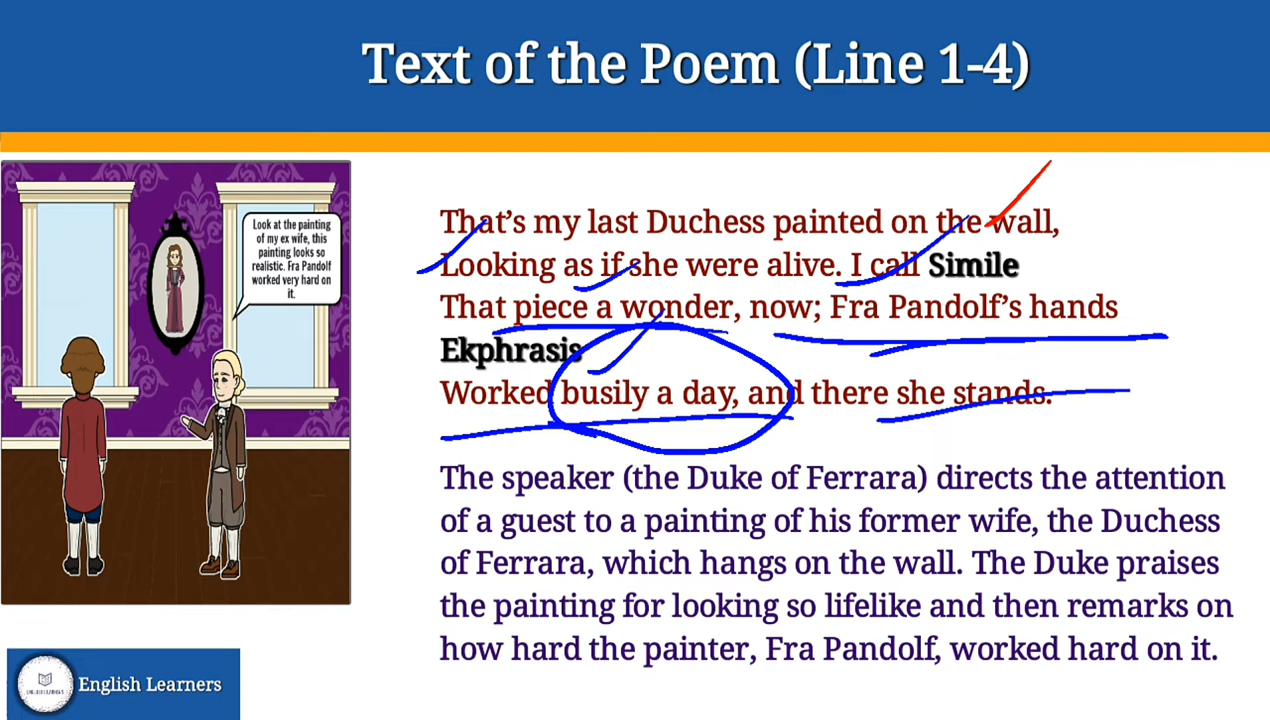 Text of the Poem (Line 1-4)
Look at the painting
of my ex wife, this
painting looks so
realistic. Fra Pandolf
worked very hard on
it.
That's my last Duchess painted on the wall,
Looking as if she were alive. I call Simile
That piece a wonder, now; Fra Pandolf's hands
Ekphrasis
Worked busily a day, and there she stands.
The speaker (the Duke of Ferrara) directs the attention
of a guest to a painting of his former wife, the Duchess
of Ferrara, which hangs on the wall. The Duke praises
the painting for looking so lifelike and then remarks on
how hard the painter, Fra Pandolf, worked hard on it.
English Learners